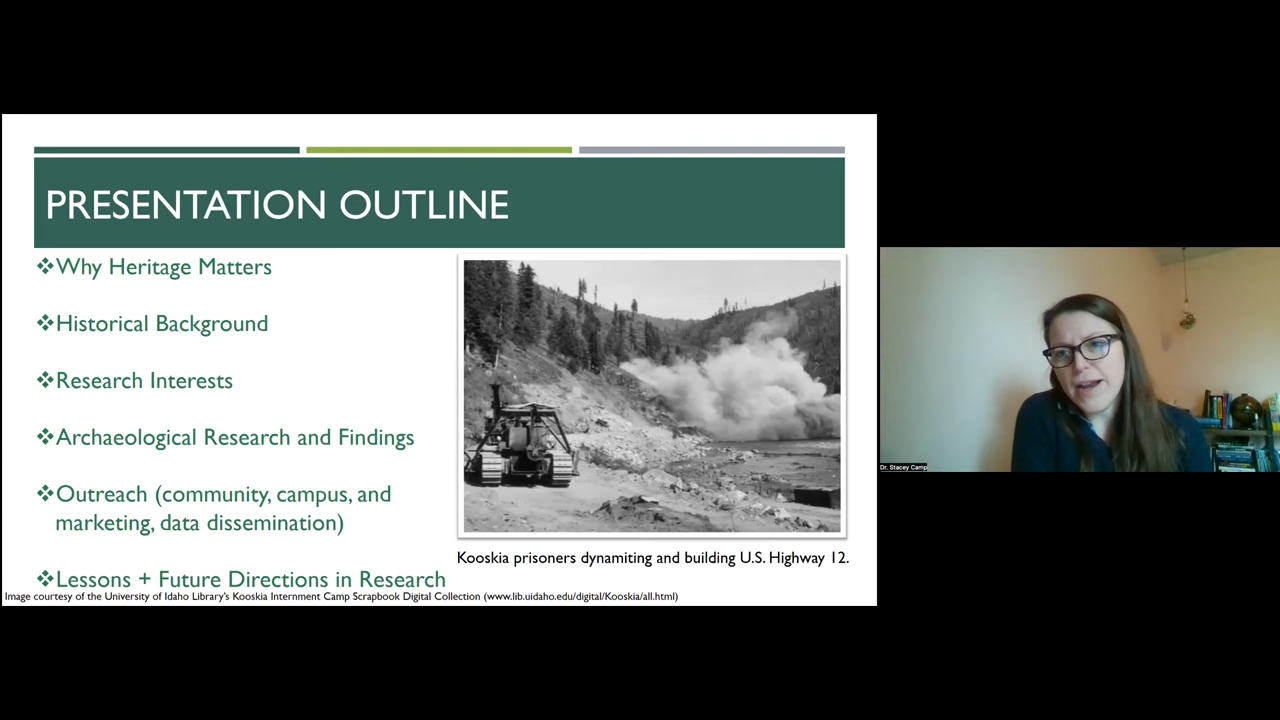 PRESENTATION OUTLINE
❖Why Heritage Matters
❖Historical Background
❖Research Interests
❖Archaeological Research and Findings
❖Outreach (community, campus, and
marketing, data dissemination)
❖Lessons + Future Directions in Research
Kooskia prisoners dynamiting and building U.S. Highway 12.
Image courtesy of the University of Idaho Library's Kooskia Internment Camp Scrapbook Digital Collection (www.lib.uidaho.edu/digital/Kooskia/all.html)
Dr. Stacey Camp